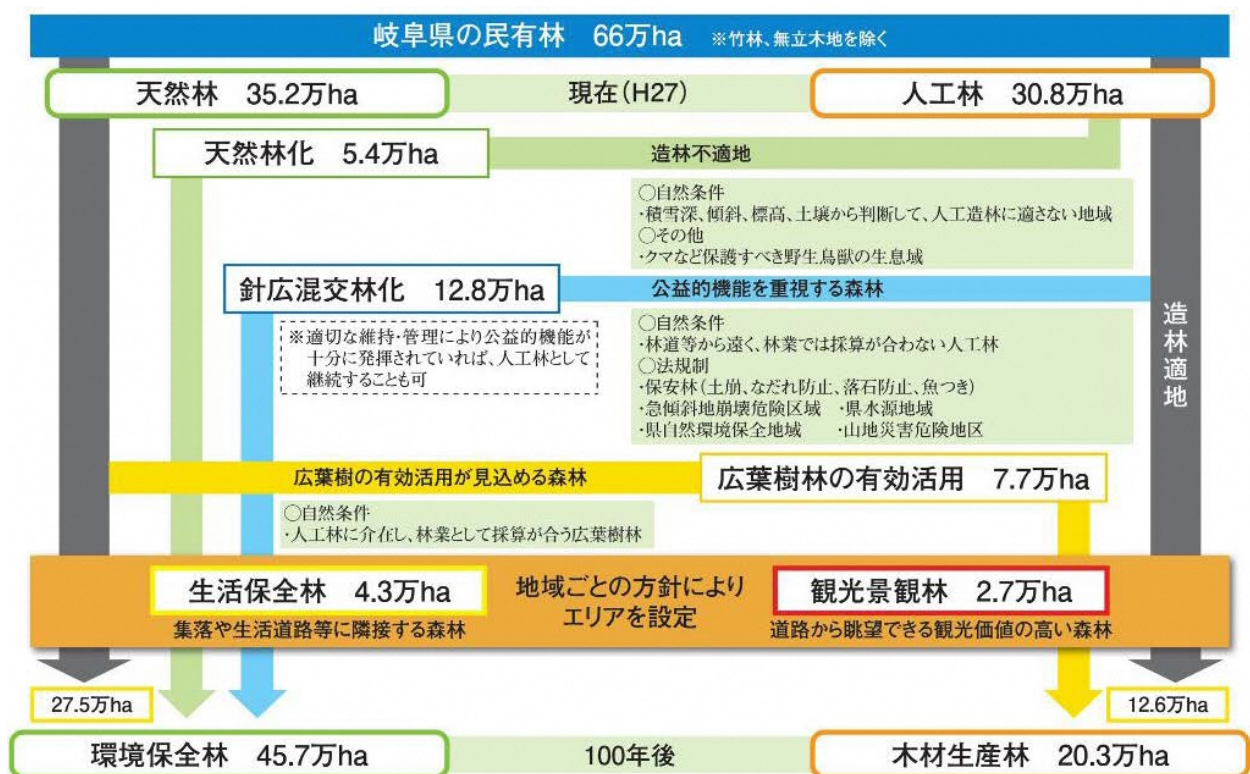 岐阜県の民有林 66万ha ※竹林、無立木地を除く
天然林 35.2万ha
現在(H27)
人工林 30.8万ha
天然林化 5.4万ha
造林不適地
○自然条件
・積雪深、傾斜、標高、土壌から判断して、人工造林に適さない地域
○その他
・クマなど保護すべき野生鳥獣の生息域
針広混交林化 12.8万ha
公益的機能を重視する森林
※適切な維持・管理により公益的機能が
十分に発揮されていれば、人工林として
継続することも可
○自然条件
・林道等から遠く、林業では採算が合わない人工林
○法規制
・保安林(土崩、なだれ防止、落石防止、魚つき)
・急傾斜地崩壊危険区域 ・県水源地域
・県自然環境保全地域 ・山地災害危険地区
造林適地
広葉樹の有効活用が見込める森林
広葉樹林の有効活用 7.7万ha
○自然条件
・人工林に介在し、林業として採算が合う広葉樹林
生活保全林 4.3万ha
集落や生活道路等に隣接する森林
地域ごとの方針により
エリアを設定
観光景観林 2.7万ha
道路から眺望できる観光価値の高い森林
27.5万ha
12.6万ha
環境保全林 45.7万ha
100年後
木材生産林 20.3万ha